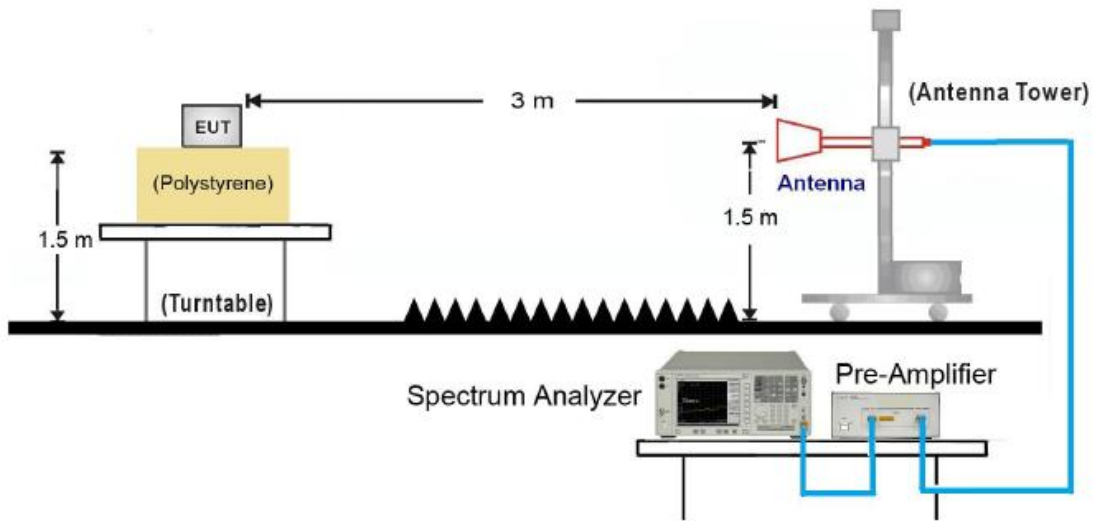 3 m
(Antenna Tower)
EUT
(Polystyrene)
Antenna
1.5 m
1.5 m
(Turntable)
Spectrum Analyzer
Pre-Amplifier